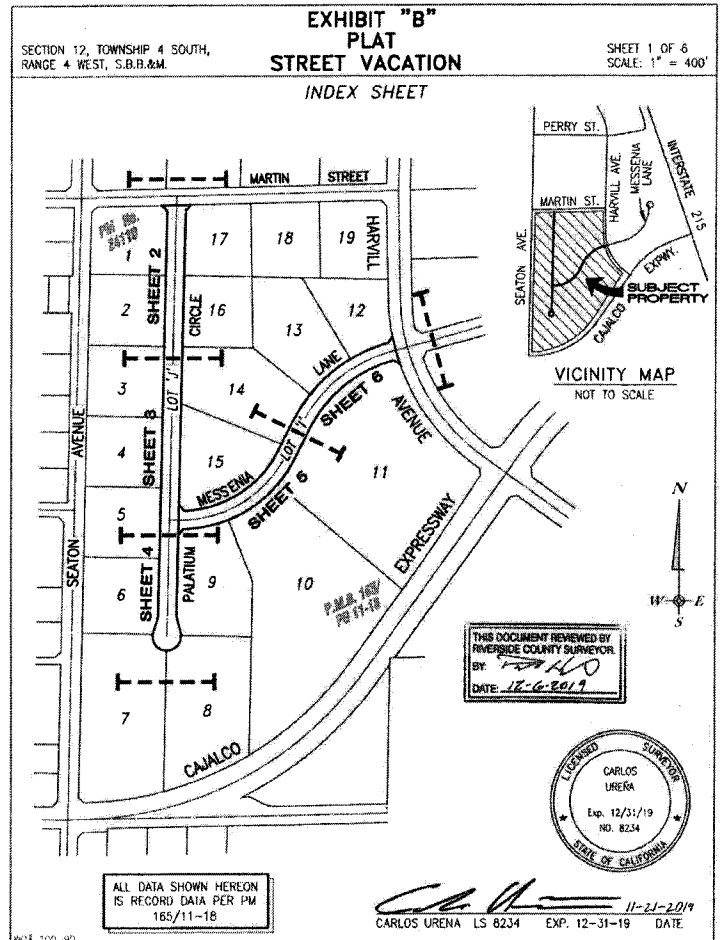 EXHIBIT "B"
PLAT
STREET VACATION
SECTION 12, TOWNSHIP 4 SOUTH,
RANGE 4 WEST, S.B.B.&M.
SHEET 1 OF 6
SCALE: 1" = 400'
INDEX SHEET
PERRY ST.
HARVILL AVE.
MESSENIA
LANE
INTERSTATE 215
MARTIN ST.
SEATON AVE.
CAJALCO EXPWY.
SUBJECT
PROPERTY
VICINITY MAP
NOT TO SCALE
MARTIN STREET
PM No.
24110
1
17
18
19
HARVILL
SHEET 2
2
CIRCLE
16
13
12
LANE
LOT 'J'
3
14
SHEET 6
AVENUE
SHEET 3
LOT 'I'
AVENUE
4
15
11
MESSENIA
SHEET 5
5
EXPRESSWAY
SEATON
SHEET 4
PALATIUM
6
9
10
P.M.B. 165/
PG 11-18
7
8
CAJALCO
N
W E
S
THIS DOCUMENT REVIEWED BY
RIVERSIDE COUNTY SURVEYOR.
BY:
DATE: 12-6-2019
LICENSED SURVEYOR
CARLOS
UREÑA
Exp. 12/31/19
NO. 8234
STATE OF CALIFORNIA
ALL DATA SHOWN HEREON
IS RECORD DATA PER PM
165/11-18
11-21-2019
CARLOS URENA LS 8234 EXP. 12-31-19 DATE